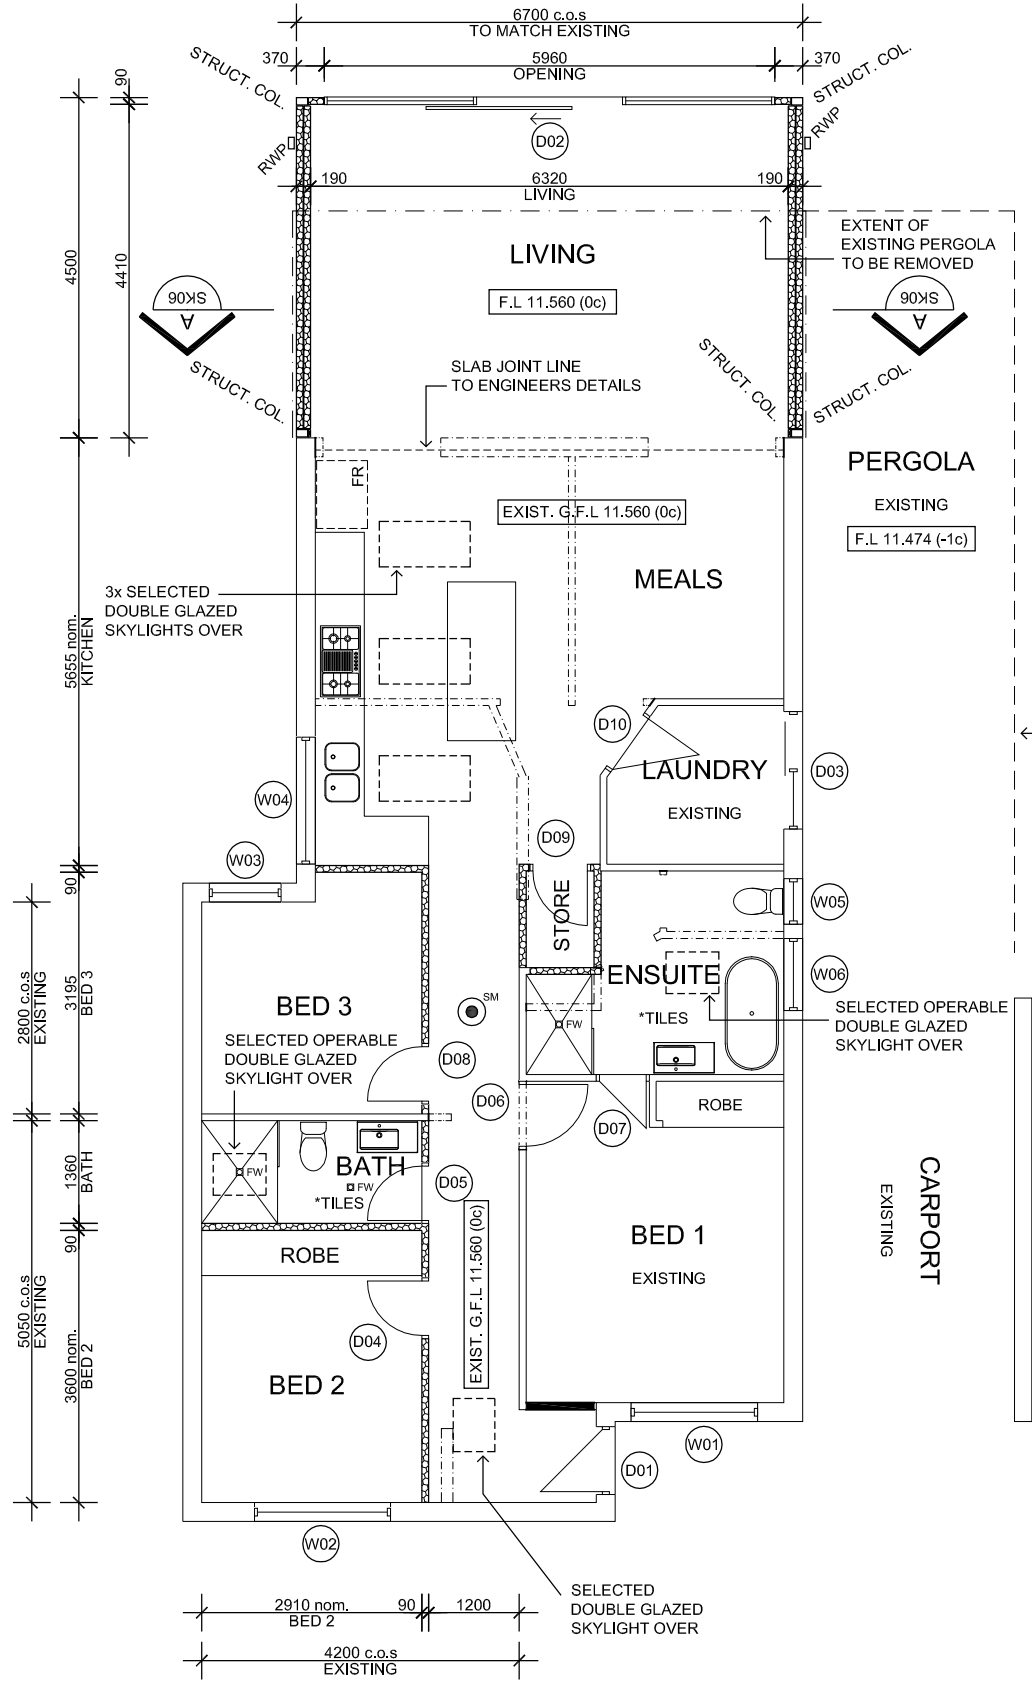 6700 c.o.s
TO MATCH EXISTING
370
5960
OPENING
370
STRUCT. COL.
STRUCT. COL.
90
RWP
RWP
D02
190
6320
LIVING
190
4500
4410
LIVING
F.L 11.560 (0c)
EXTENT OF
EXISTING PERGOLA
TO BE REMOVED
SK06
A
SK06
A
STRUCT. COL.
STRUCT. COL.
STRUCT. COL.
SLAB JOINT LINE
TO ENGINEERS DETAILS
FR
EXIST. G.F.L 11.560 (0c)
PERGOLA
EXISTING
F.L 11.474 (-1c)
MEALS
3x SELECTED
DOUBLE GLAZED
SKYLIGHTS OVER
5655 nom.
KITCHEN
D10
LAUNDRY
EXISTING
D03
W04
D09
W03
90
STORE
W05
2800 c.o.s
EXISTING
3195
BED 3
BED 3
SM
ENSUITE
*TILES
W06
FW
SELECTED OPERABLE
DOUBLE GLAZED
SKYLIGHT OVER
SELECTED OPERABLE
DOUBLE GLAZED
SKYLIGHT OVER
D08
D06
D07
ROBE
1360
BATH
BATH
FW
FW
*TILES
D05
90
ROBE
EXIST. G.F.L 11.560 (0c)
BED 1
EXISTING
CARPORT
EXISTING
5050 c.o.s
EXISTING
3600 nom.
BED 2
D04
BED 2
W01
D01
W02
SELECTED
DOUBLE GLAZED
SKYLIGHT OVER
2910 nom.
BED 2
90
1200
4200 c.o.s
EXISTING